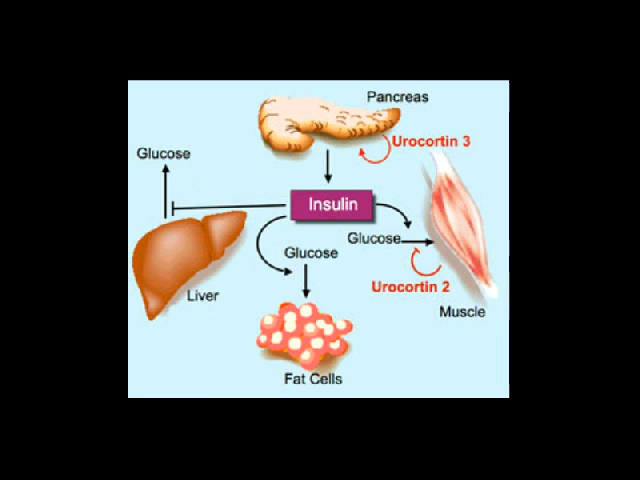 Pancreas
Urocortin 3
Glucose
Insulin
Glucose
Glucose
Urocortin 2
Liver
Muscle
Fat Cells